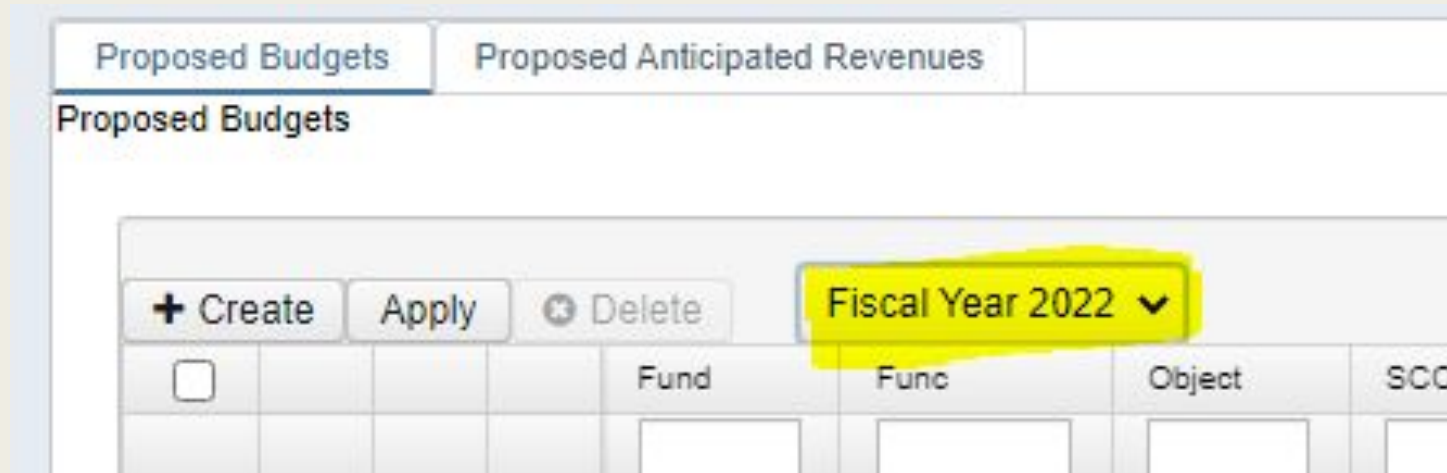 Proposed Budgets Proposed Anticipated Revenues
Proposed Budgets
+ Create Apply Delete Fiscal Year 2022
Fund Func Object